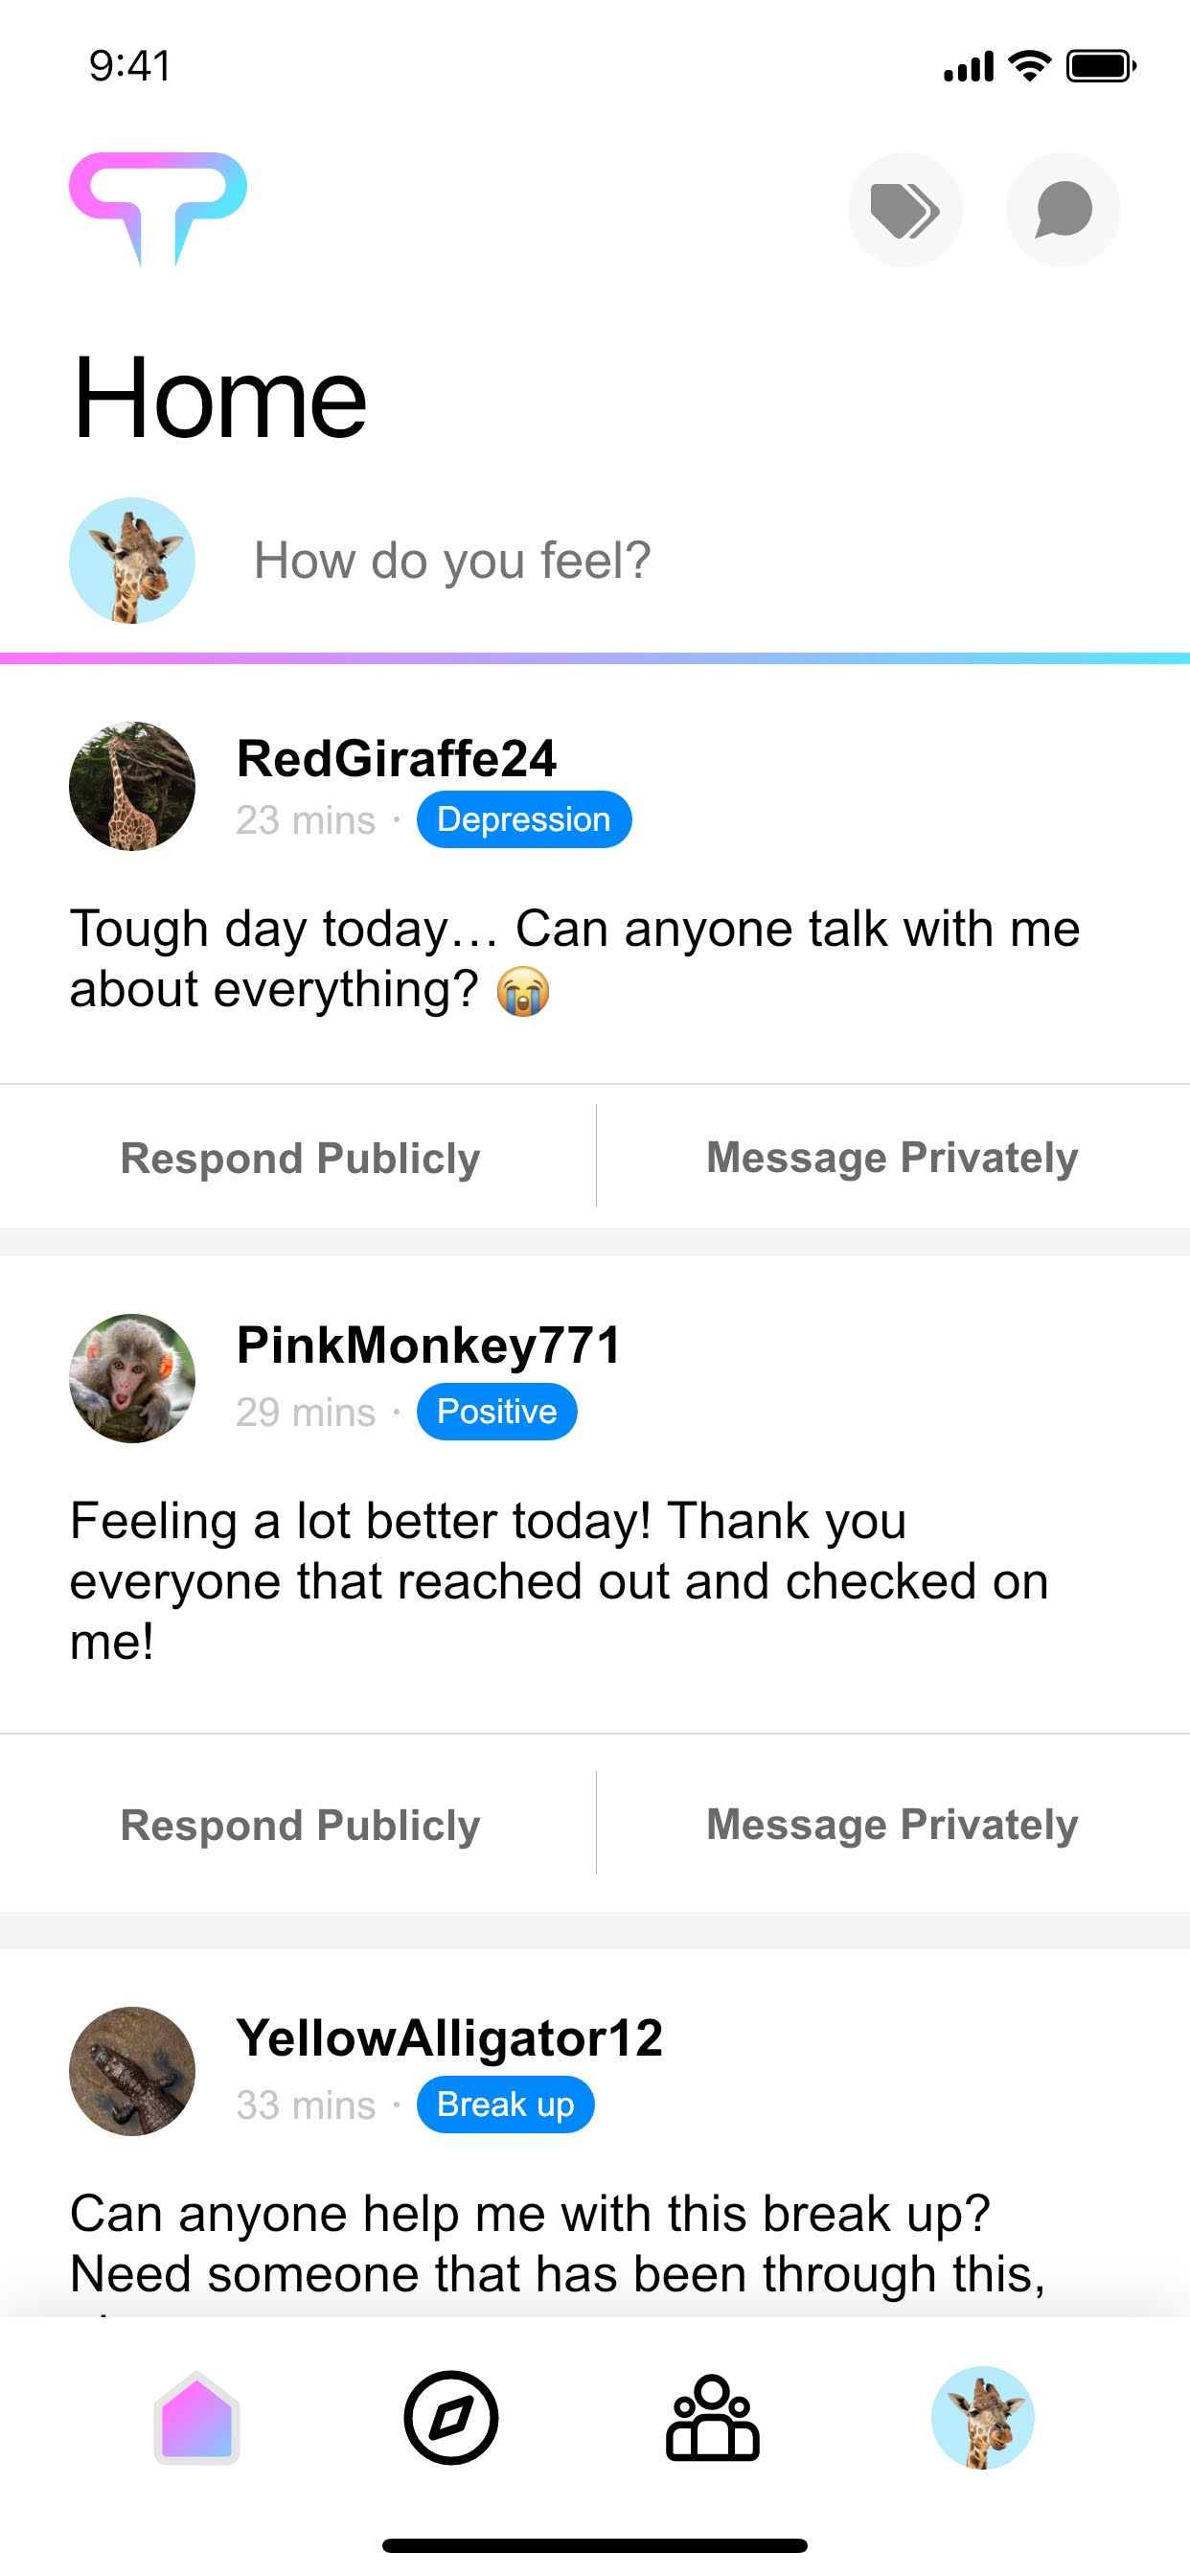 9:41
Home
How do you feel?
RedGiraffe24
23 mins · Depression
Tough day today… Can anyone talk with me
about everything? 😭
Respond Publicly
Message Privately
PinkMonkey771
29 mins · Positive
Feeling a lot better today! Thank you
everyone that reached out and checked on
me!
Respond Publicly
Message Privately
YellowAlligator12
33 mins · Break up
Can anyone help me with this break up?
Need someone that has been through this,